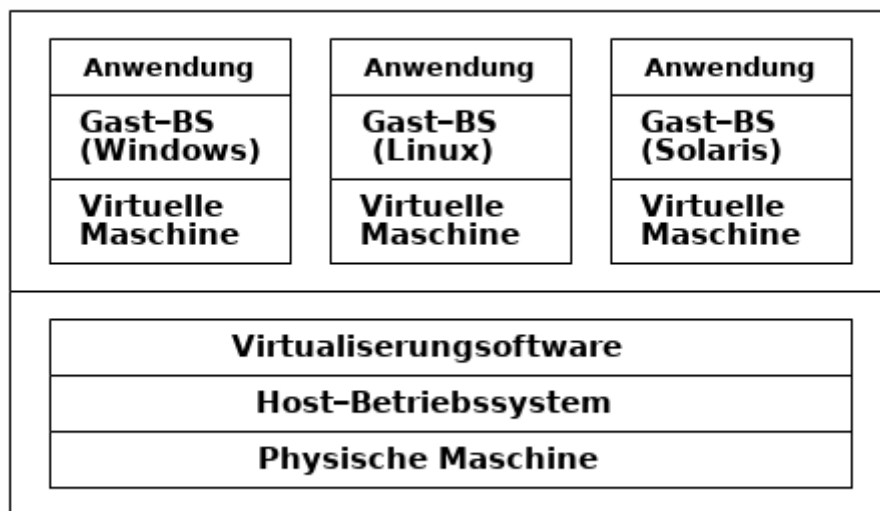 Anwendung
Gast–BS
(Windows)
Virtuelle
Maschine
Anwendung
Gast–BS
(Linux)
Virtuelle
Maschine
Anwendung
Gast–BS
(Solaris)
Virtuelle
Maschine
Virtualiserungsoftware
Host–Betriebssystem
Physische Maschine